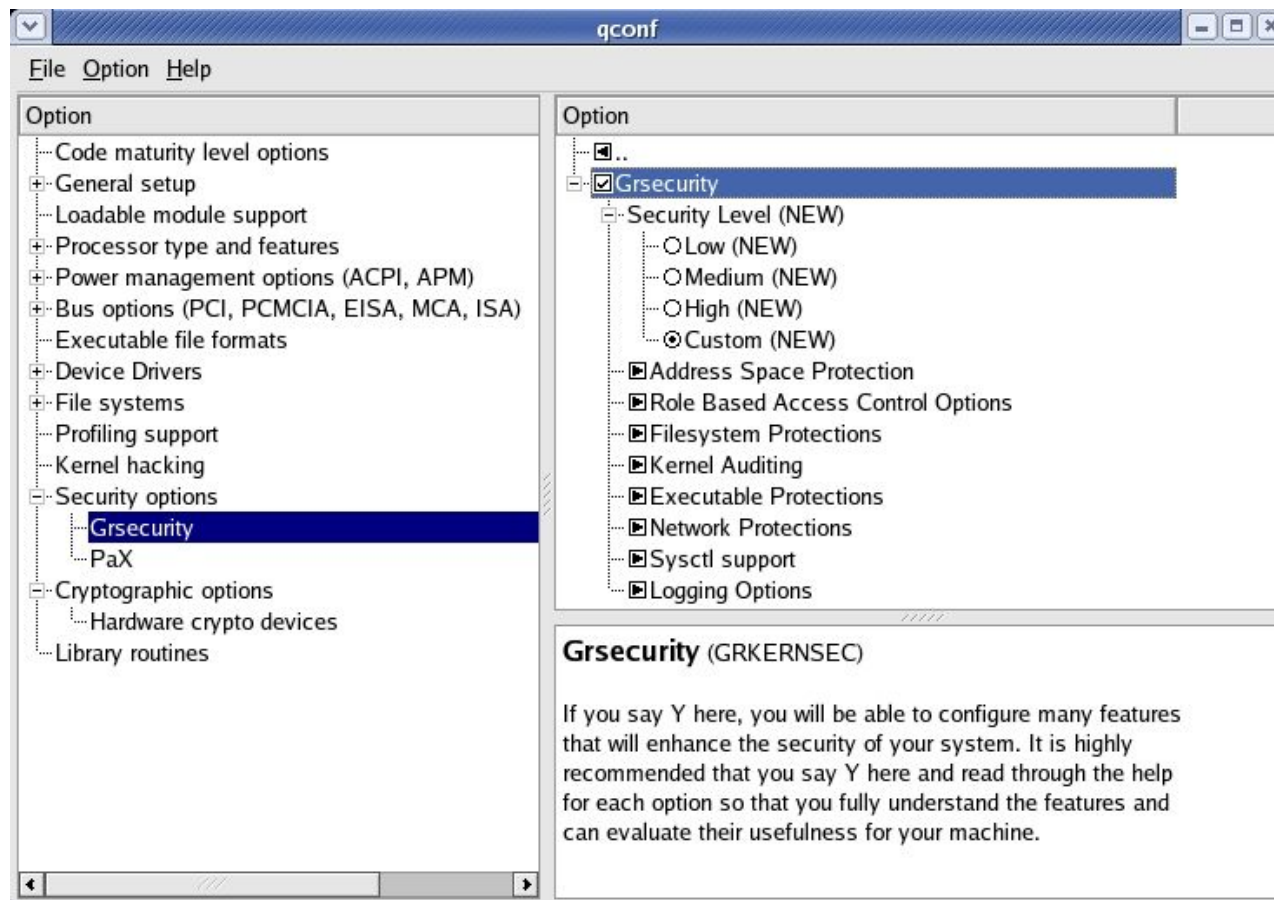 qconf
File Option Help
Option
Code maturity level options
General setup
Loadable module support
Processor type and features
Power management options (ACPI, APM)
Bus options (PCI, PCMCIA, EISA, MCA, ISA)
Executable file formats
Device Drivers
File systems
Profiling support
Kernel hacking
Security options
Grsecurity
PaX
Cryptographic options
Hardware crypto devices
Library routines
Option
..
Grsecurity
Security Level (NEW)
Low (NEW)
Medium (NEW)
High (NEW)
Custom (NEW)
Address Space Protection
Role Based Access Control Options
Filesystem Protections
Kernel Auditing
Executable Protections
Network Protections
Sysctl support
Logging Options
Grsecurity (GRKERNSEC)
If you say Y here, you will be able to configure many features
that will enhance the security of your system. It is highly
recommended that you say Y here and read through the help
for each option so that you fully understand the features and
can evaluate their usefulness for your machine.